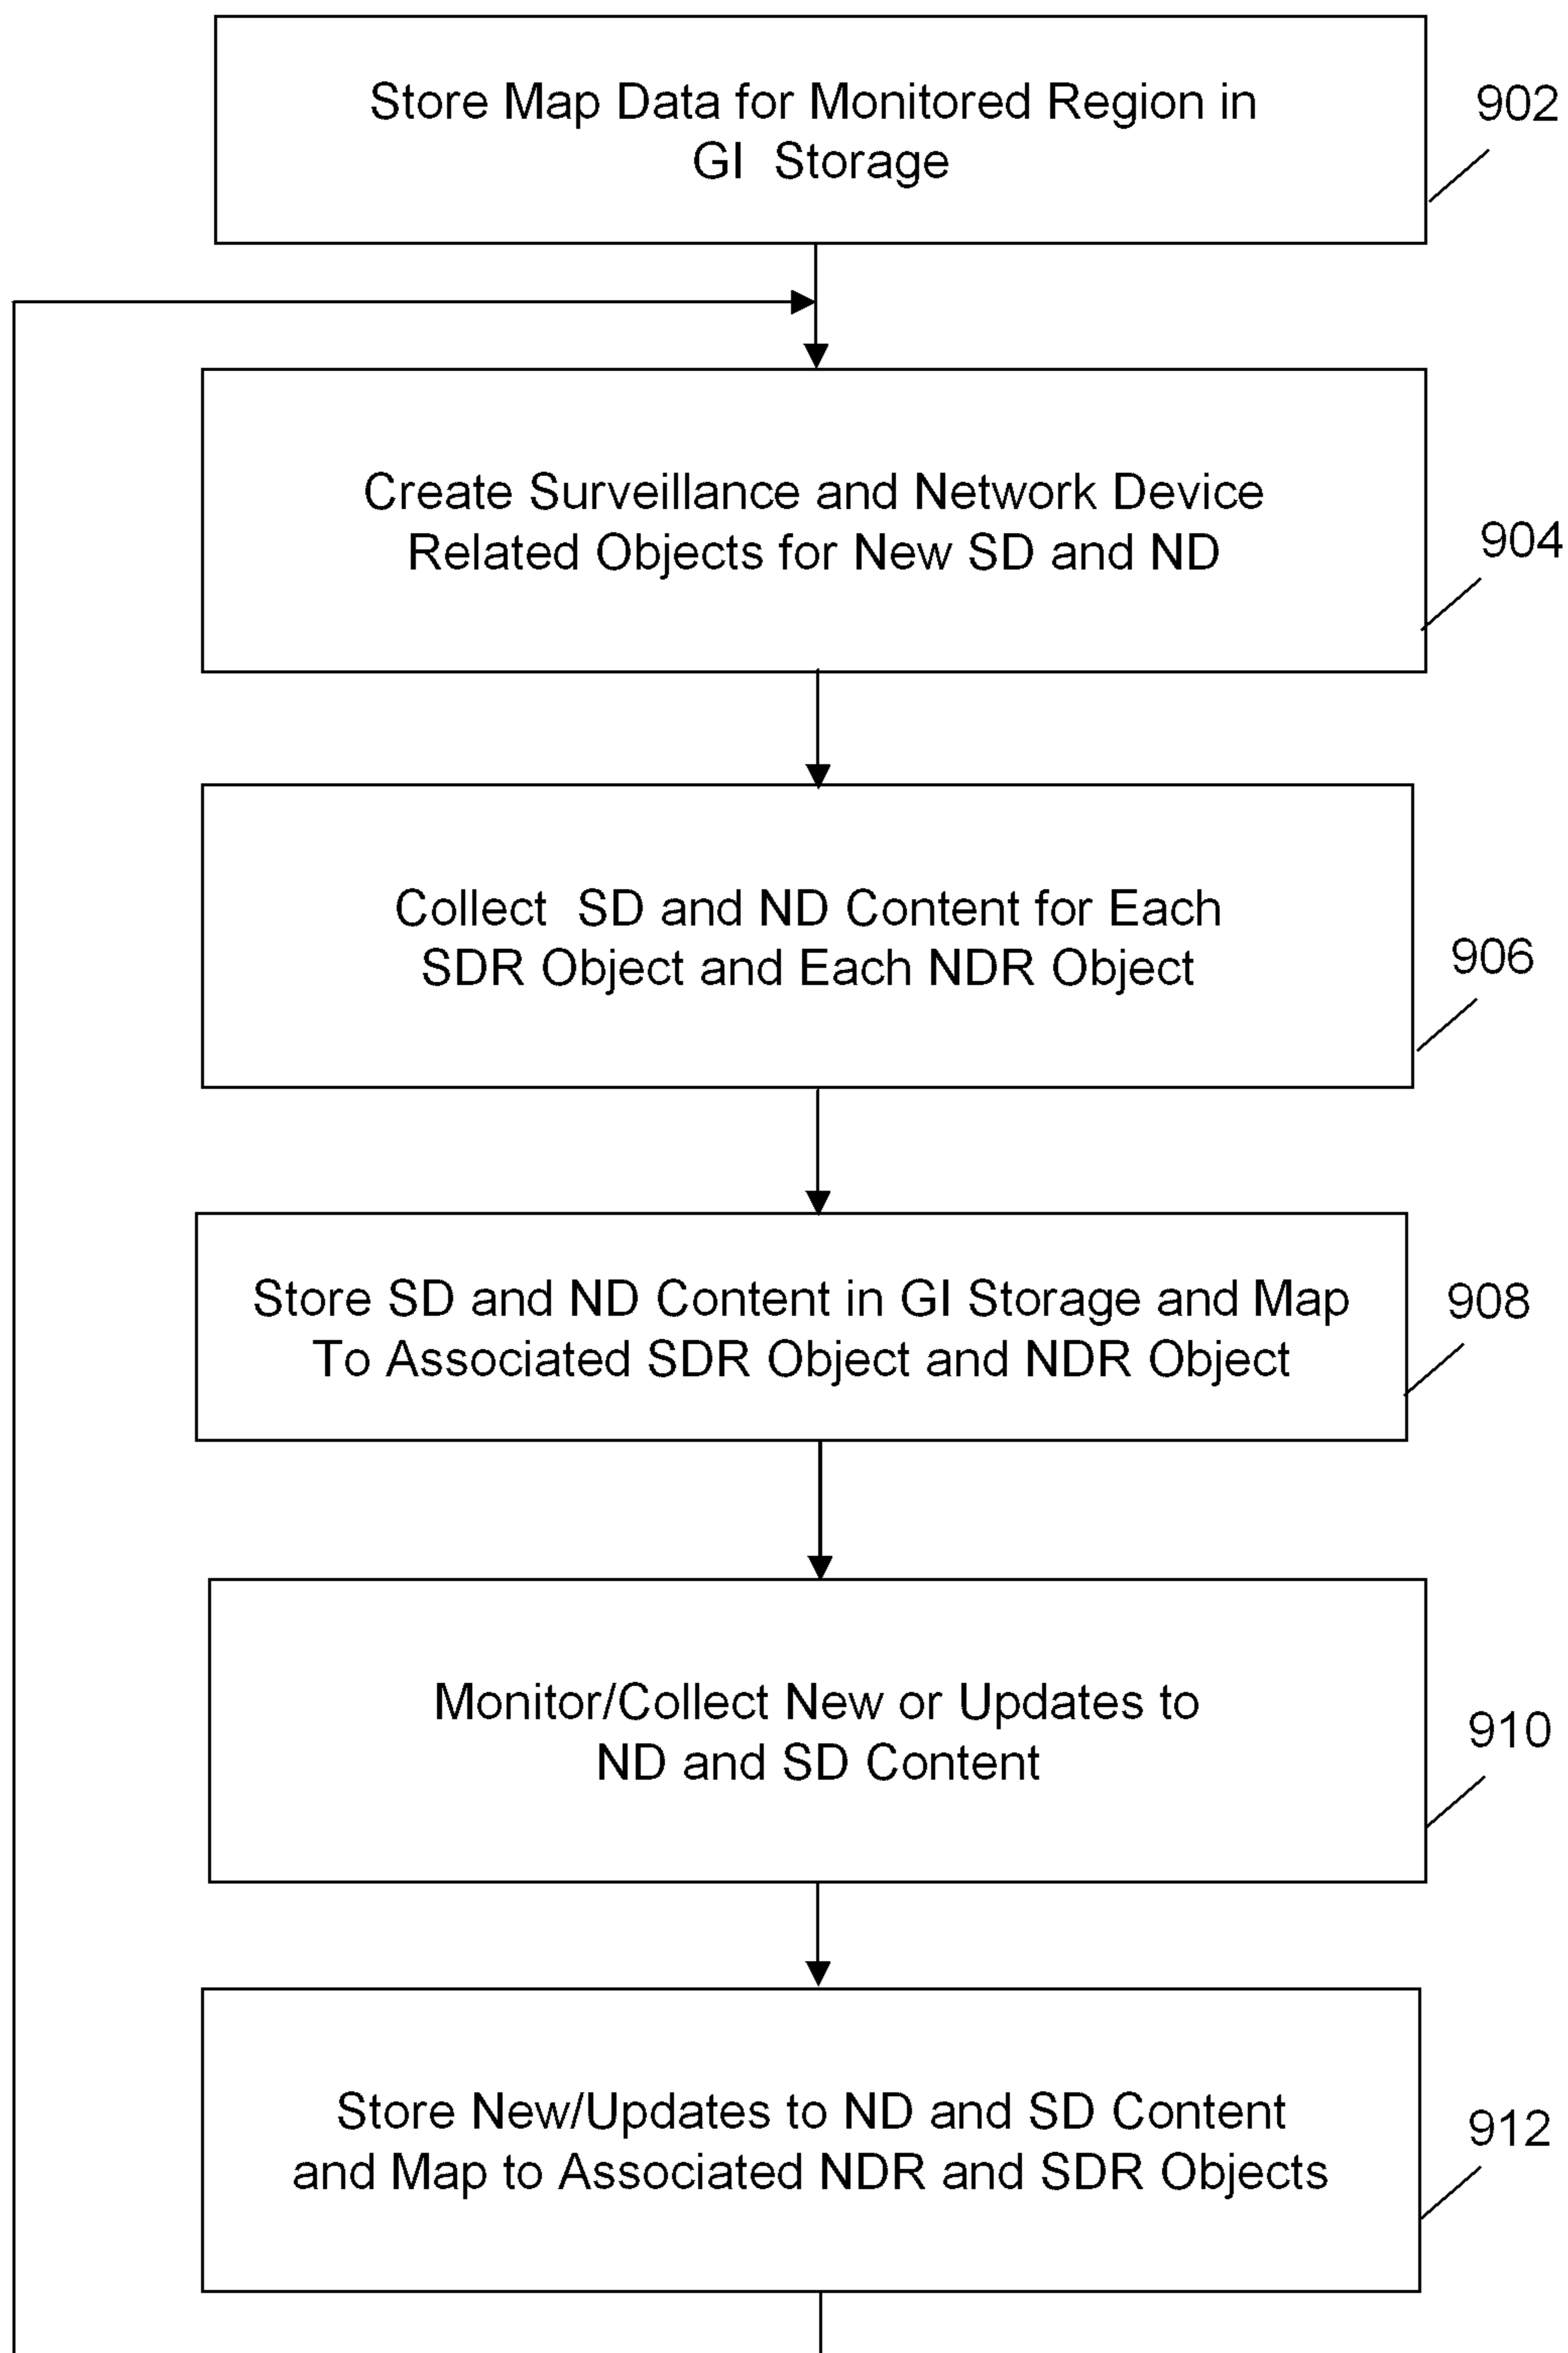 Store Map Data for Monitored Region in
GI Storage
902
Create Surveillance and Network Device
Related Objects for New SD and ND
904
Collect SD and ND Content for Each
SDR Object and Each NDR Object
906
Store SD and ND Content in GI Storage and Map
To Associated SDR Object and NDR Object
908
Monitor/Collect New or Updates to
ND and SD Content
910
Store New/Updates to ND and SD Content
and Map to Associated NDR and SDR Objects
912